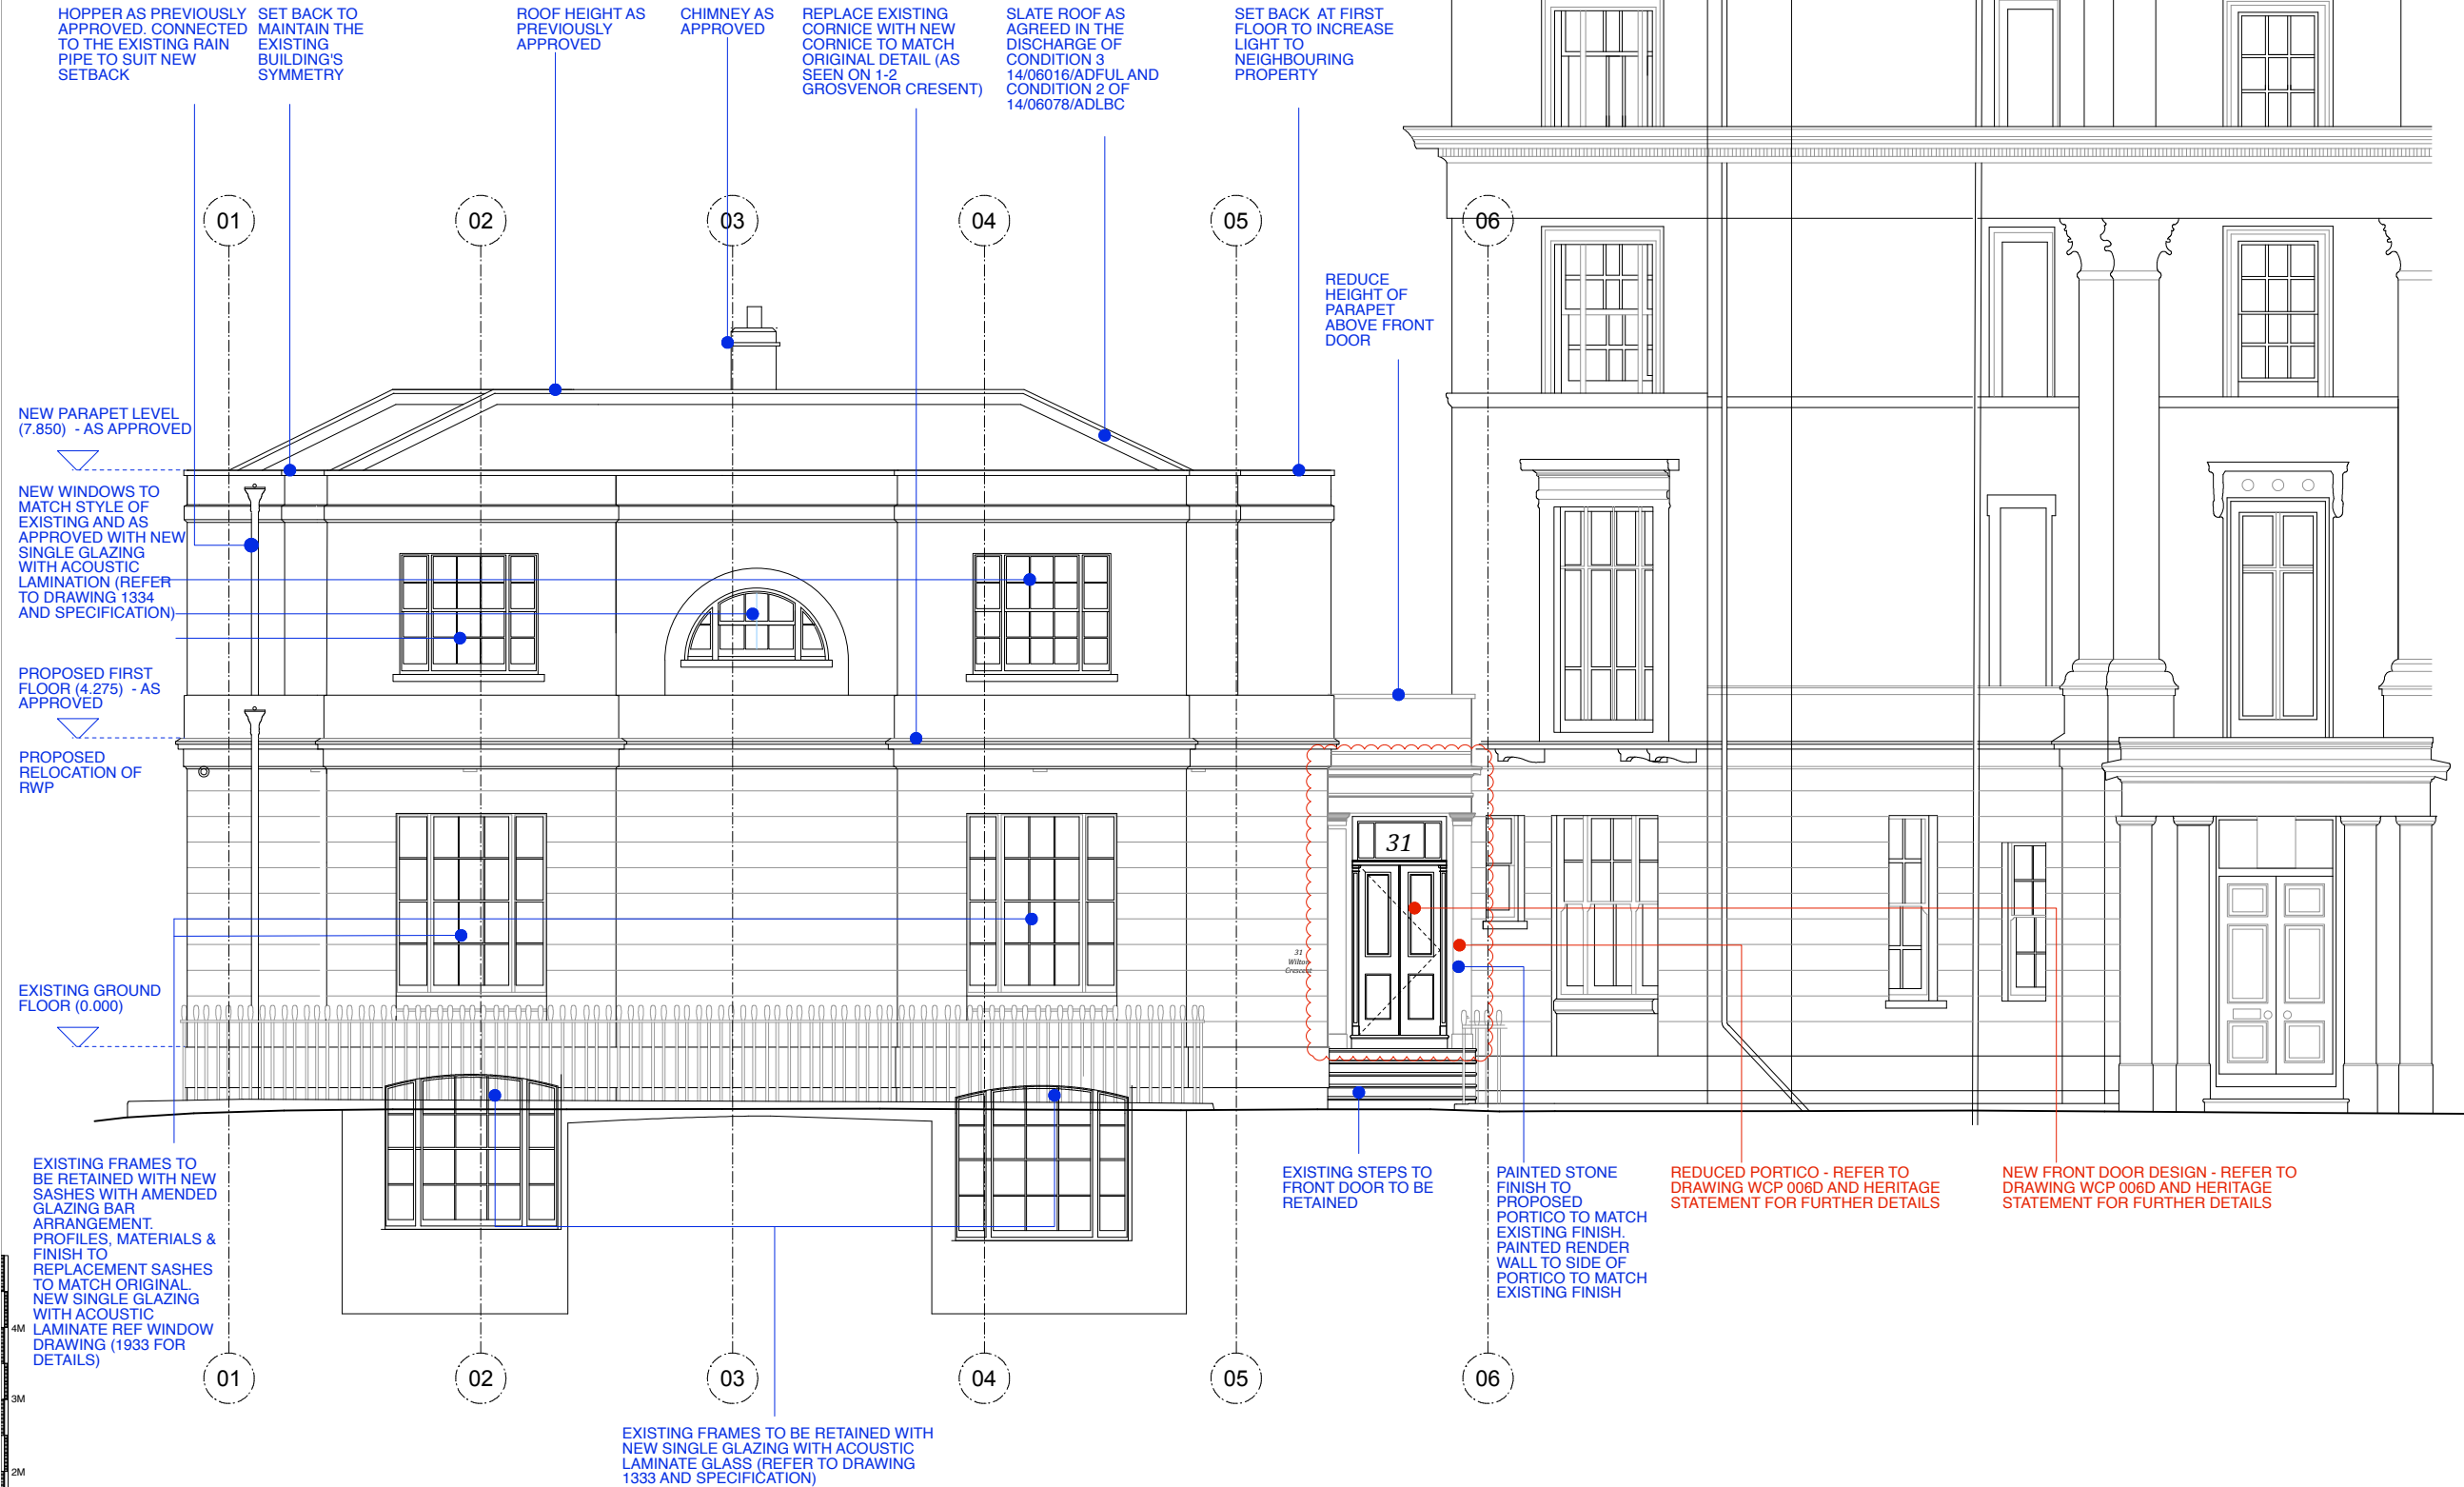 HOPPER AS PREVIOUSLY
APPROVED. CONNECTED
TO THE EXISTING RAIN
PIPE TO SUIT NEW
SETBACK
SET BACK TO
MAINTAIN THE
EXISTING
BUILDING'S
SYMMETRY
ROOF HEIGHT AS
PREVIOUSLY
APPROVED
CHIMNEY AS
APPROVED
REPLACE EXISTING
CORNICE WITH NEW
CORNICE TO MATCH
ORIGINAL DETAIL (AS
SEEN ON 1-2
GROSVENOR CRESENT)
SLATE ROOF AS
AGREED IN THE
DISCHARGE OF
CONDITION 3
14/06016/ADFUL AND
CONDITION 2 OF
14/06078/ADLBC
SET BACK AT FIRST
FLOOR TO INCREASE
LIGHT TO
NEIGHBOURING
PROPERTY
01
02
03
04
05
06
REDUCE
HEIGHT OF
PARAPET
ABOVE FRONT
DOOR
NEW PARAPET LEVEL
(7.850) - AS APPROVED
NEW WINDOWS TO
MATCH STYLE OF
EXISTING AND AS
APPROVED WITH NEW
SINGLE GLAZING
WITH ACOUSTIC
LAMINATION (REFER
TO DRAWING 1334
AND SPECIFICATION)
PROPOSED FIRST
FLOOR (4.275) - AS
APPROVED
PROPOSED
RELOCATION OF
RWP
31
31
Wilton
Crescent
EXISTING GROUND
FLOOR (0.000)
EXISTING FRAMES TO
BE RETAINED WITH NEW
SASHES WITH AMENDED
GLAZING BAR
ARRANGEMENT.
PROFILES, MATERIALS &
FINISH TO
REPLACEMENT SASHES
TO MATCH ORIGINAL.
NEW SINGLE GLAZING
WITH ACOUSTIC
LAMINATE REF WINDOW
DRAWING (1933 FOR
DETAILS)
EXISTING STEPS TO
FRONT DOOR TO BE
RETAINED
PAINTED STONE
FINISH TO
PROPOSED
PORTICO TO MATCH
EXISTING FINISH.
PAINTED RENDER
WALL TO SIDE OF
PORTICO TO MATCH
EXISTING FINISH
REDUCED PORTICO - REFER TO
DRAWING WCP 006D AND HERITAGE
STATEMENT FOR FURTHER DETAILS
NEW FRONT DOOR DESIGN - REFER TO
DRAWING WCP 006D AND HERITAGE
STATEMENT FOR FURTHER DETAILS
4M
3M
2M
01
02
03
04
05
06
EXISTING FRAMES TO BE RETAINED WITH
NEW SINGLE GLAZING WITH ACOUSTIC
LAMINATE GLASS (REFER TO DRAWING
1333 AND SPECIFICATION)